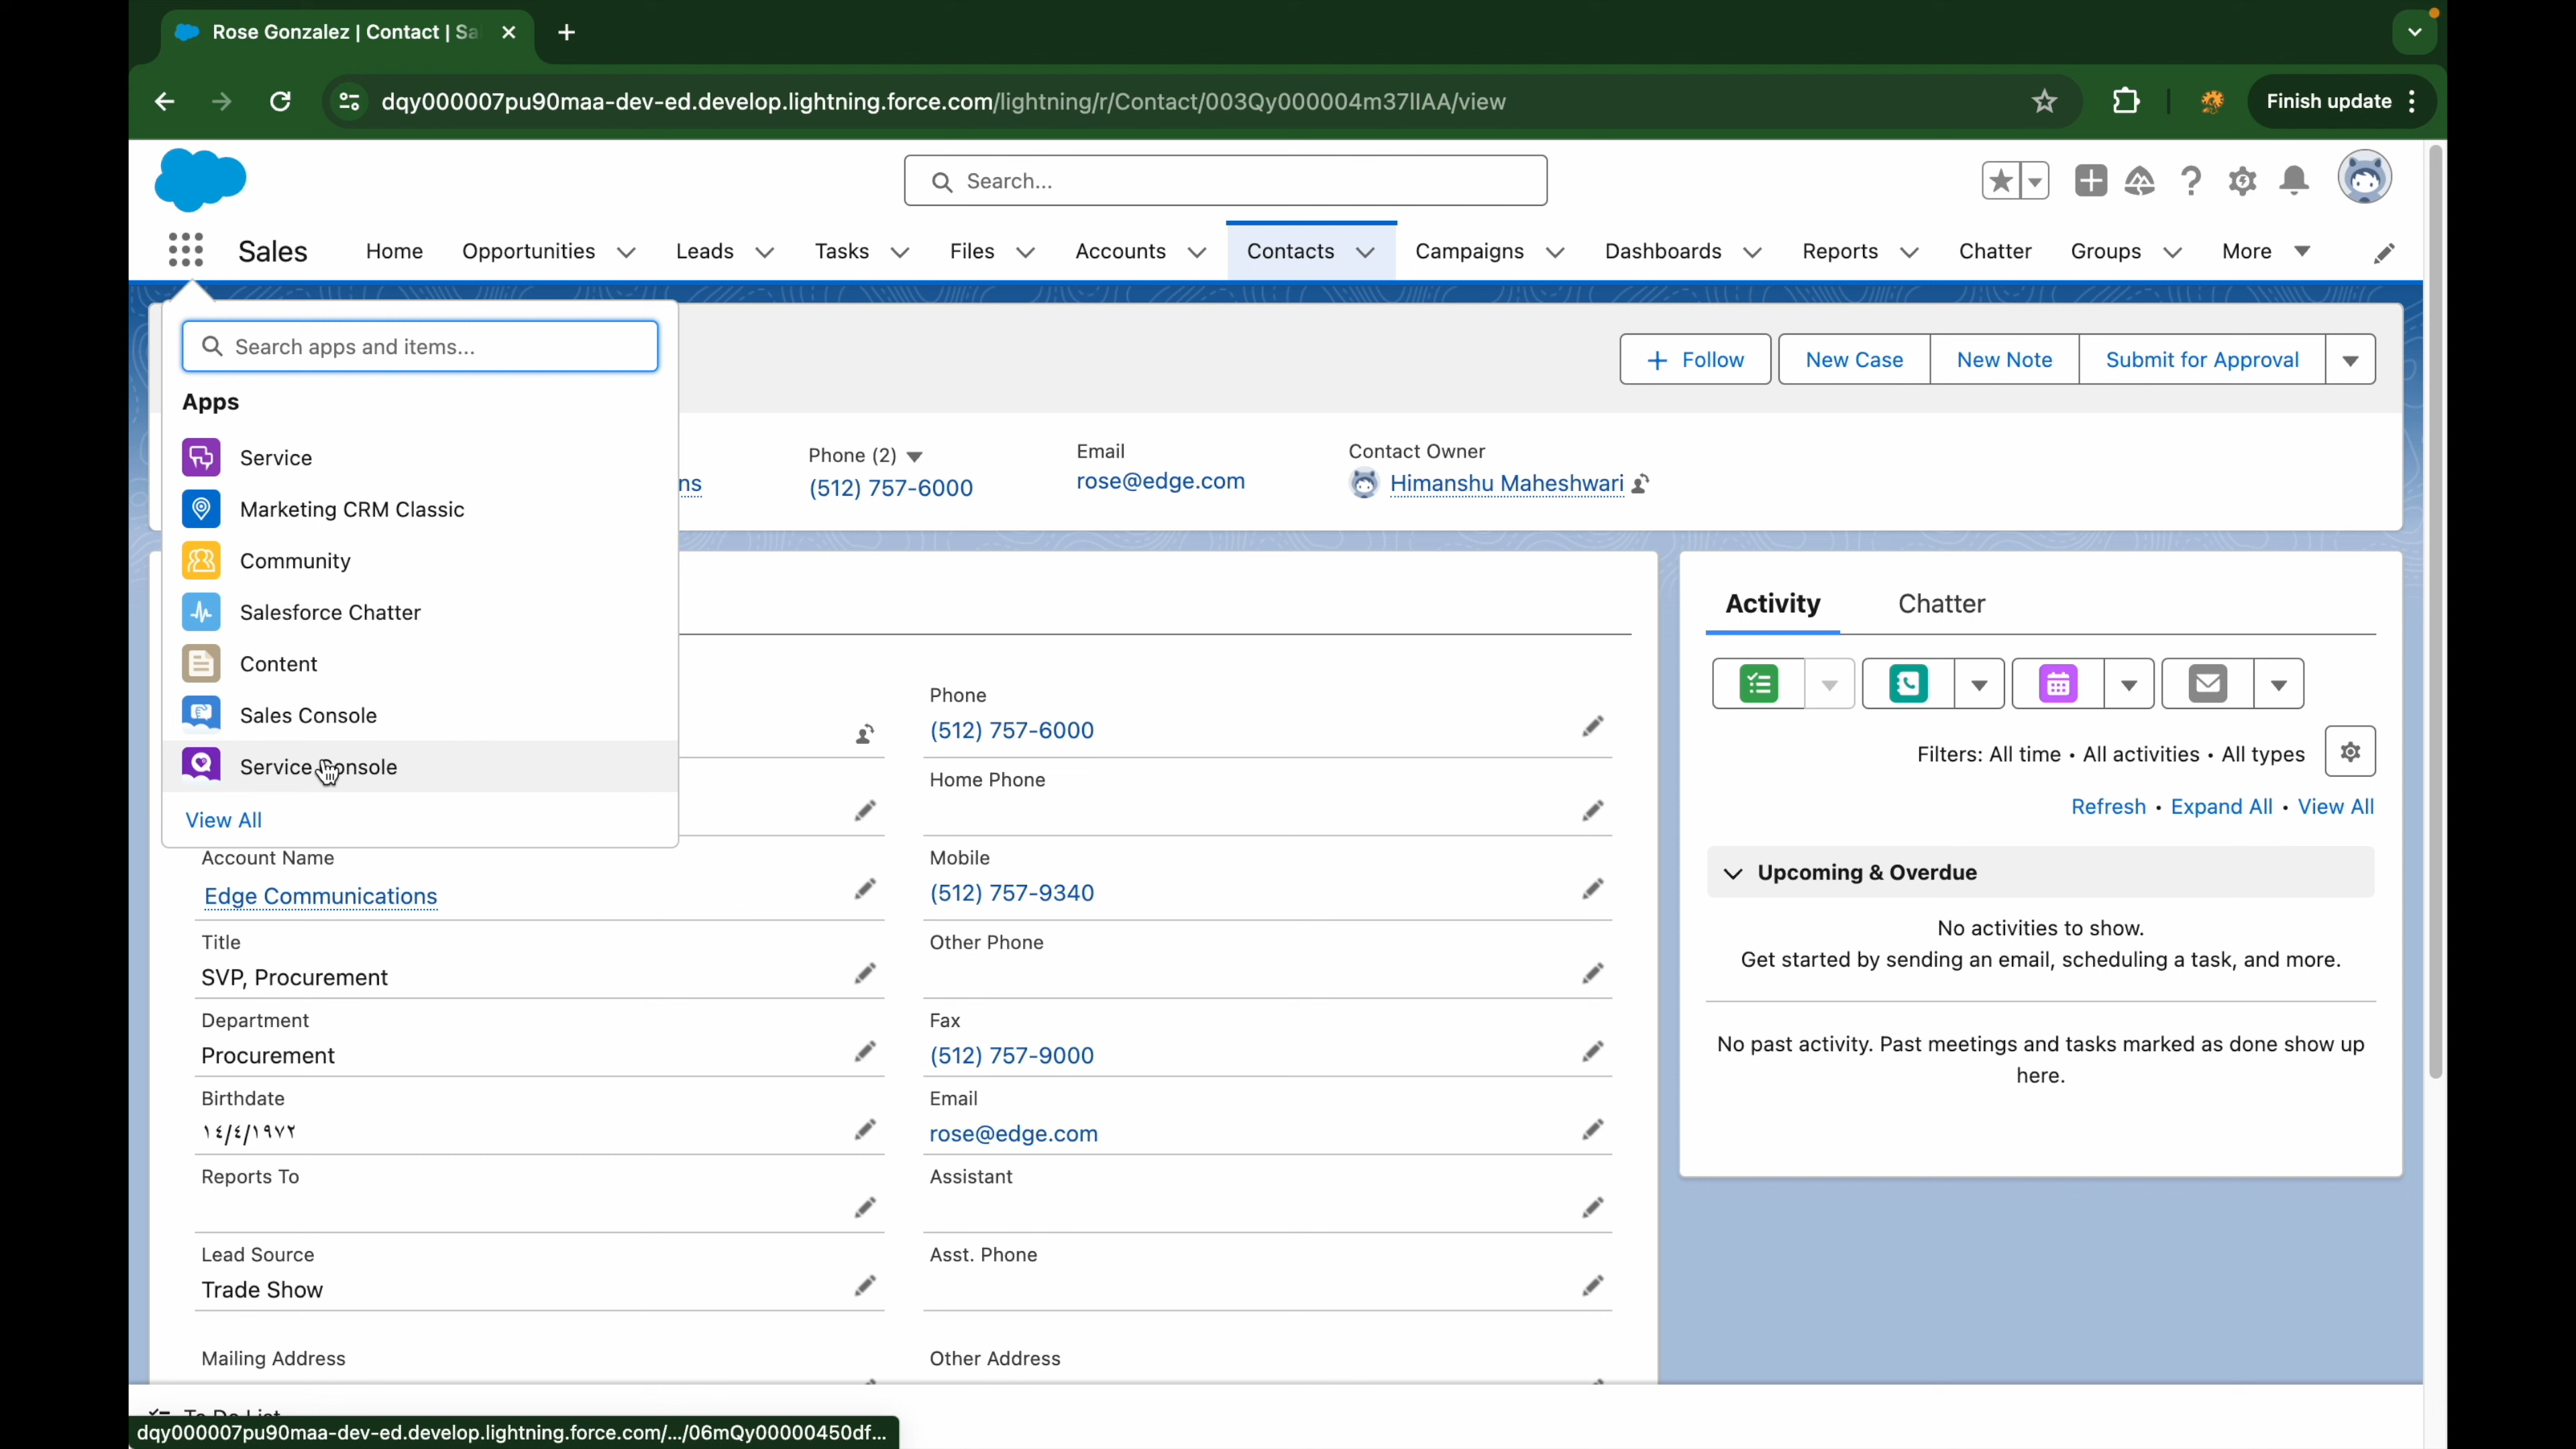 Rose Gonzalez | Contact | Sa
dqy000007pu90maa-dev-ed.develop.lightning.force.com/lightning/r/Contact/003Qy000004m37lIAA/view
Finish update
Search...
Sales
Home
Opportunities
Leads
Tasks
Files
Accounts
Contacts
Campaigns
Dashboards
Reports
Chatter
Groups
More
Search apps and items...
Apps
Service
Marketing CRM Classic
Community
Salesforce Chatter
Content
Sales Console
Service Console
View All
Follow
New Case
New Note
Submit for Approval
ns
Phone (2)
(512) 757-6000
Email
rose@edge.com
Contact Owner
Himanshu Maheshwari
Account Name
Edge Communications
Title
SVP, Procurement
Department
Procurement
Birthdate
١٤/٤/١٩٧٢
Reports To
Lead Source
Trade Show
Mailing Address
Phone
(512) 757-6000
Home Phone
Mobile
(512) 757-9340
Other Phone
Fax
(512) 757-9000
Email
rose@edge.com
Assistant
Asst. Phone
Other Address
Activity
Chatter
Filters: All time • All activities • All types
Refresh • Expand All • View All
Upcoming & Overdue
No activities to show.
Get started by sending an email, scheduling a task, and more.
No past activity. Past meetings and tasks marked as done show up
here.
To Do List
dqy000007pu90maa-dev-ed.develop.lightning.force.com/.../06mQy00000450df...